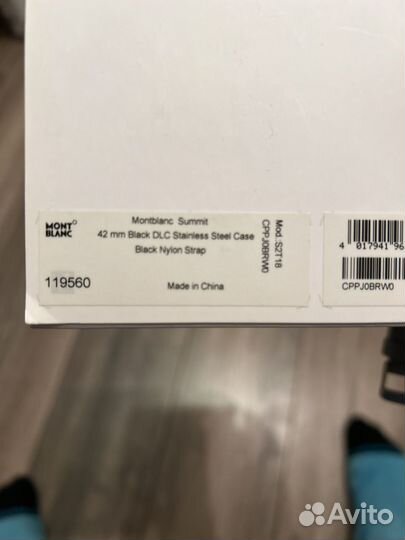 MONT
BLANC
Montblanc Summit
42 mm Black DLC Stainless Steel Case
Black Nylon Strap
119560
Made in China
Mod. S2T18
CPPJ0BRW0
4 017941 96
CPPJ0BRW0
Avito